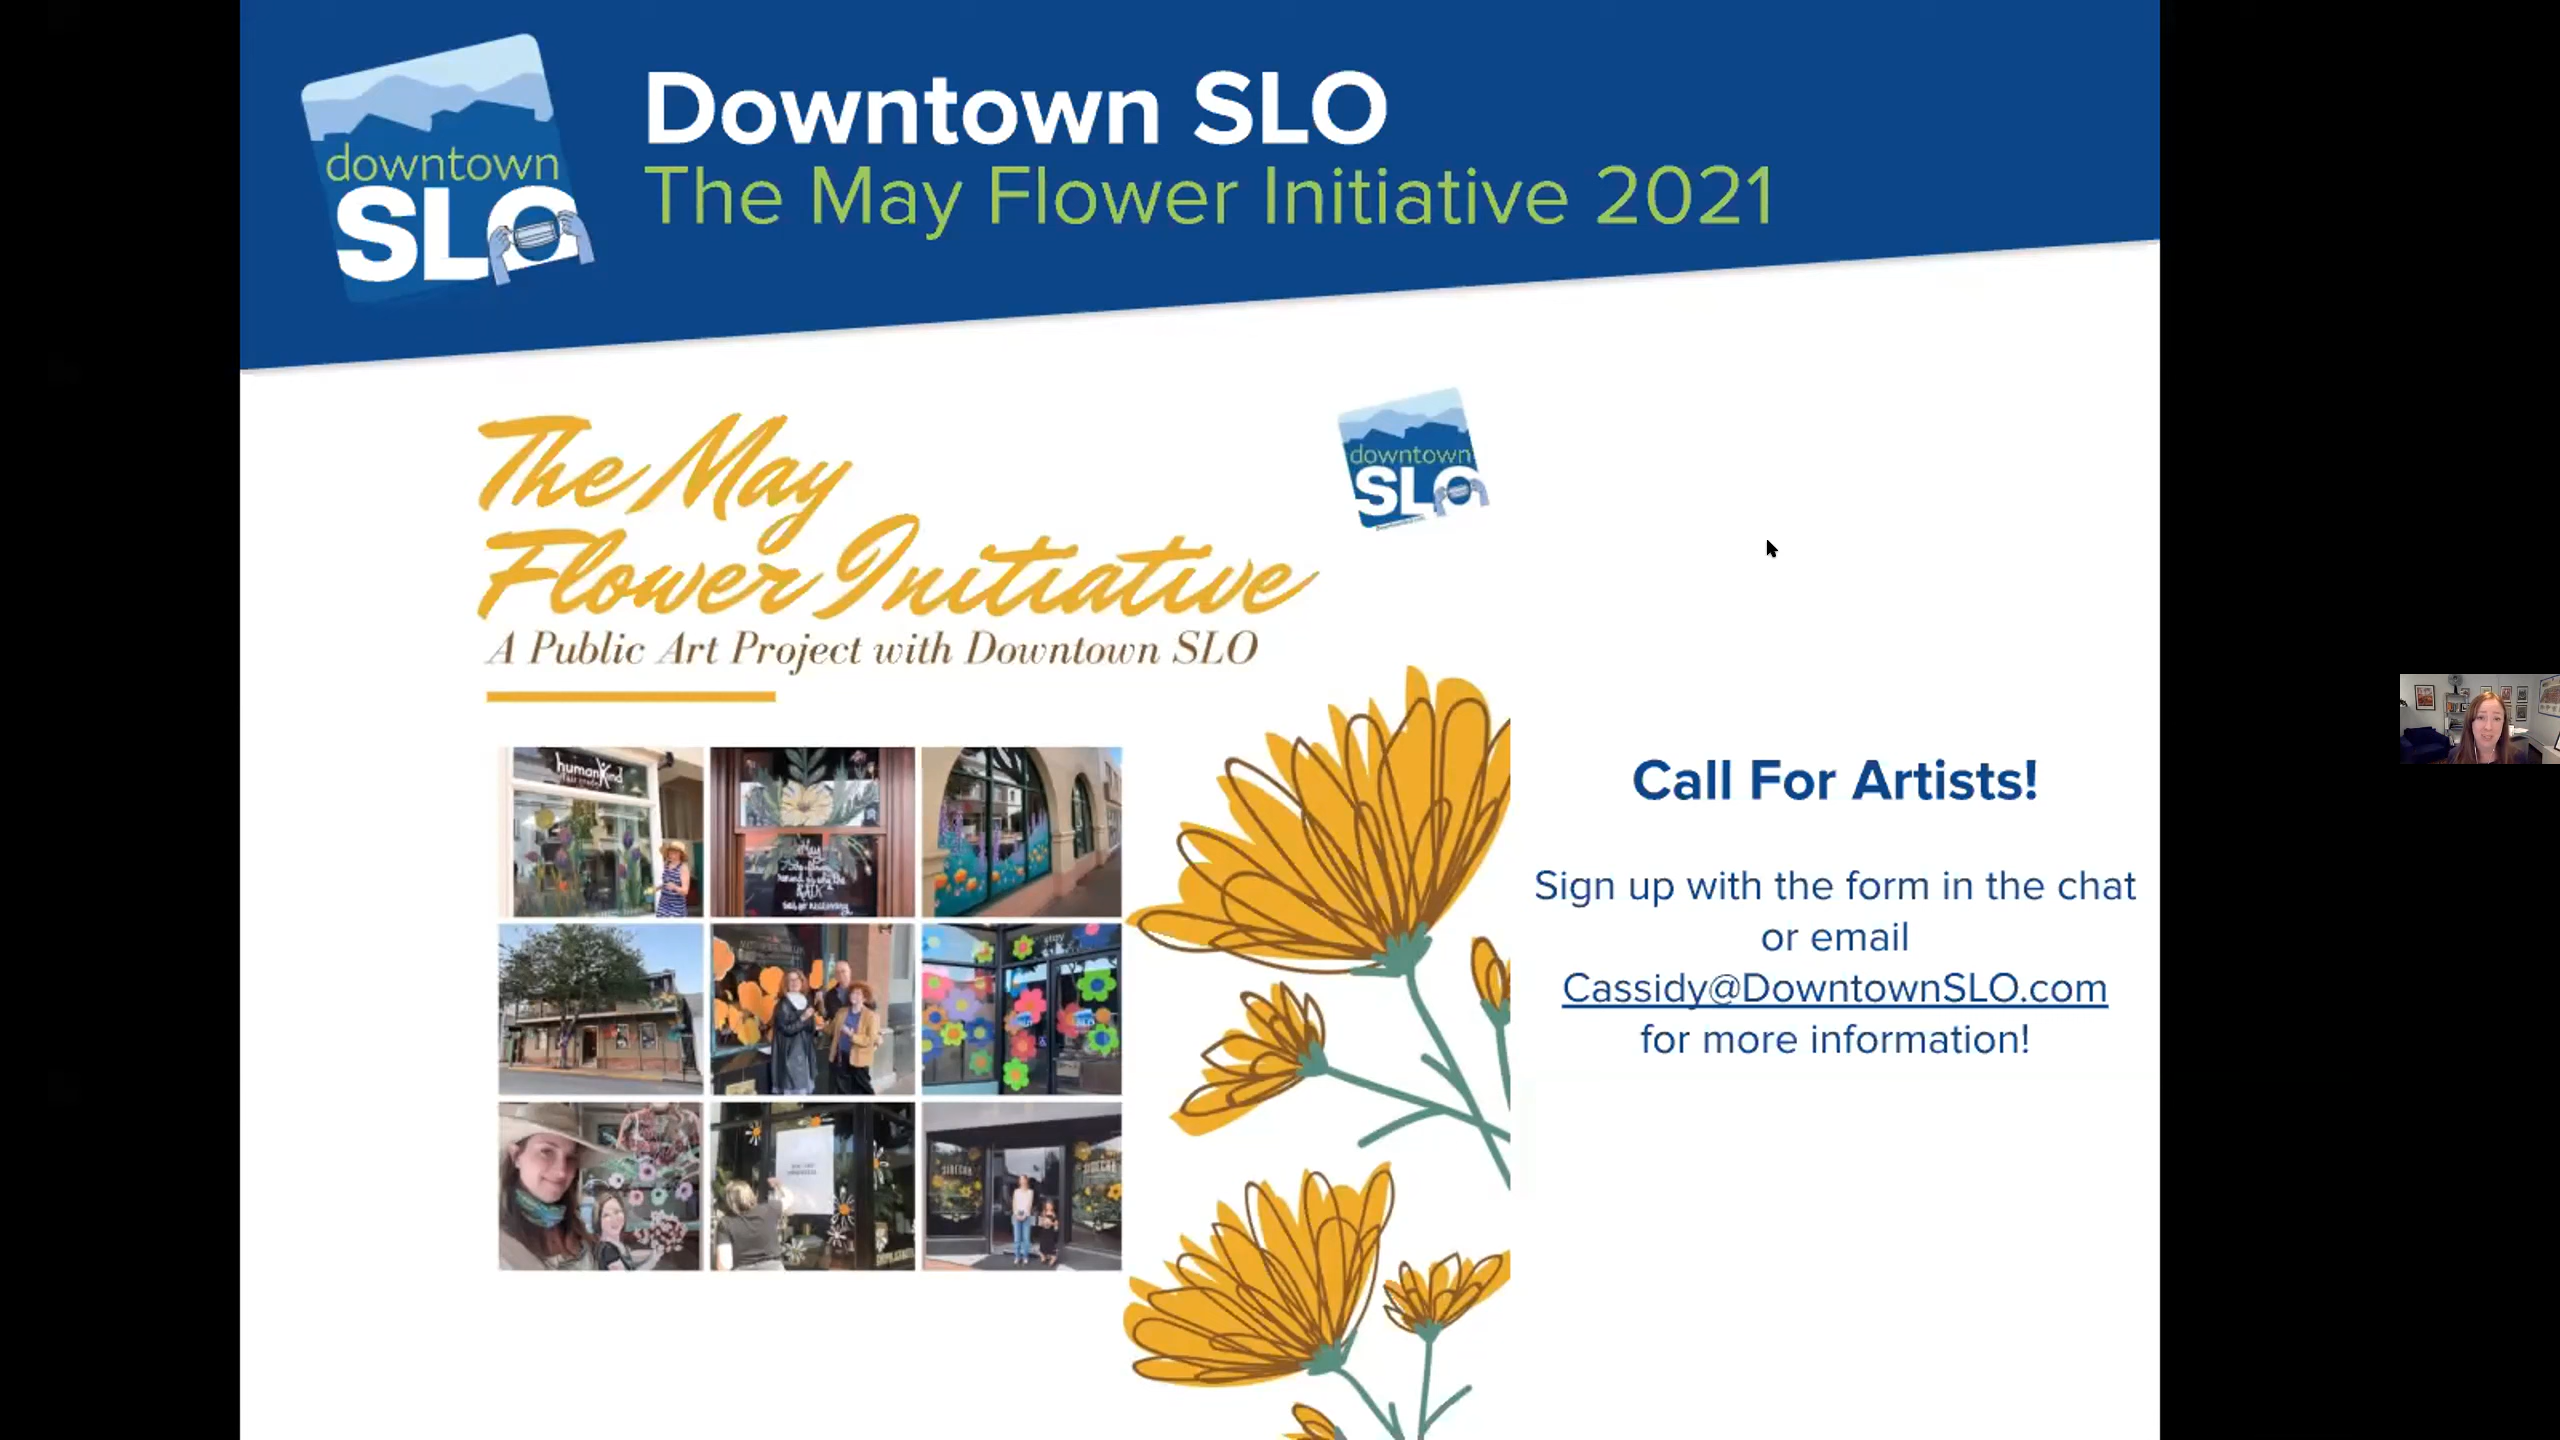 downtown
SLO
Downtown SLO
The May Flower Initiative 2021
The May
Flower Initiative
A Public Art Project with Downtown SLO
downtown
SLO
humankind
Call For Artists!
Sign up with the form in the chat
or email
Cassidy@DowntownSLO.com
for more information!